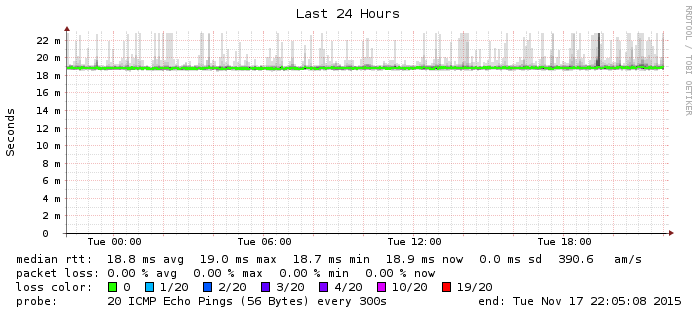 Last 24 Hours
RRDTOOL / TOBI OETIKER
Seconds
22 m
20 m
18 m
16 m
14 m
12 m
10 m
8 m
6 m
4 m
2 m
0
Tue 00:00 Tue 06:00 Tue 12:00 Tue 18:00
median rtt: 18.8 ms avg 19.0 ms max 18.7 ms min 18.9 ms now 0.0 ms sd 390.6 am/s
packet loss: 0.00 % avg 0.00 % max 0.00 % min 0.00 % now
loss color: 0 1/20 2/20 3/20 4/20 10/20 19/20
probe: 20 ICMP Echo Pings (56 Bytes) every 300s end: Tue Nov 17 22:05:08 2015